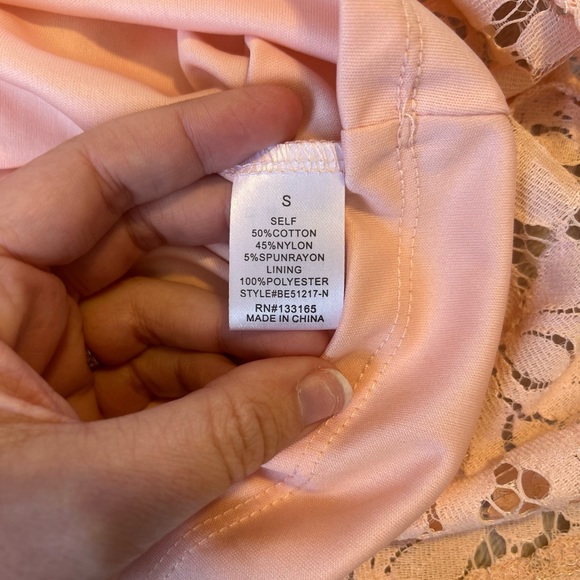 S
SELF
50%COTTON
45%NYLON
5%SPUNRAYON
LINING
100%POLYESTER
STYLE#BE51217-N
RN#133165
MADE IN CHINA